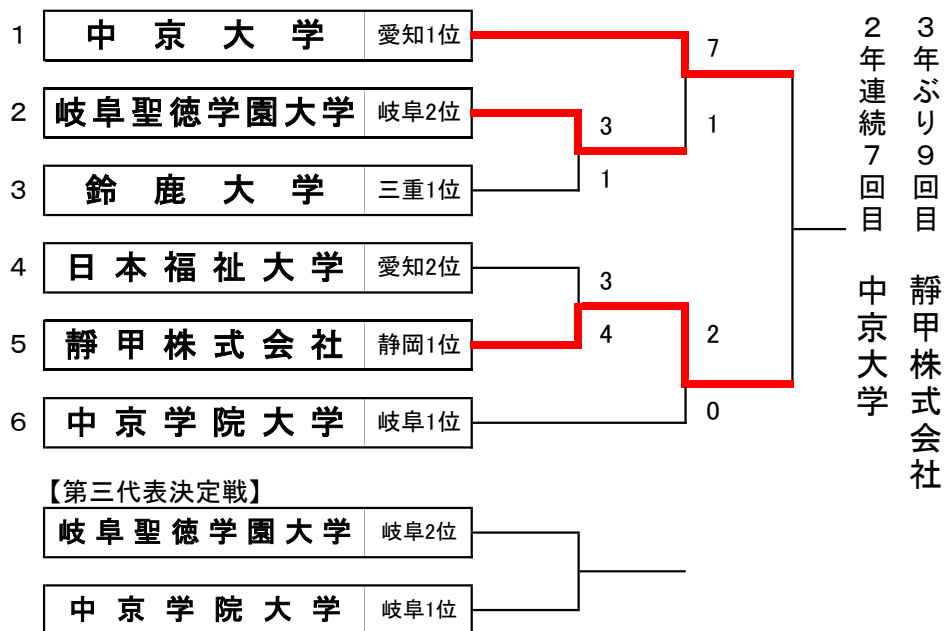 1 中京大学 愛知1位
7
2 岐阜聖徳学園大学 岐阜2位
3
1
1
3 鈴鹿大学 三重1位
4 日本福祉大学 愛知2位
3
4
5 靜甲株式会社 静岡1位
2
0
6 中京学院大学 岐阜1位
【第三代表決定戦】
岐阜聖徳学園大学 岐阜2位
中京学院大学 岐阜1位
3年ぶり9回目 靜甲株式会社
2年連続7回目 中京大学